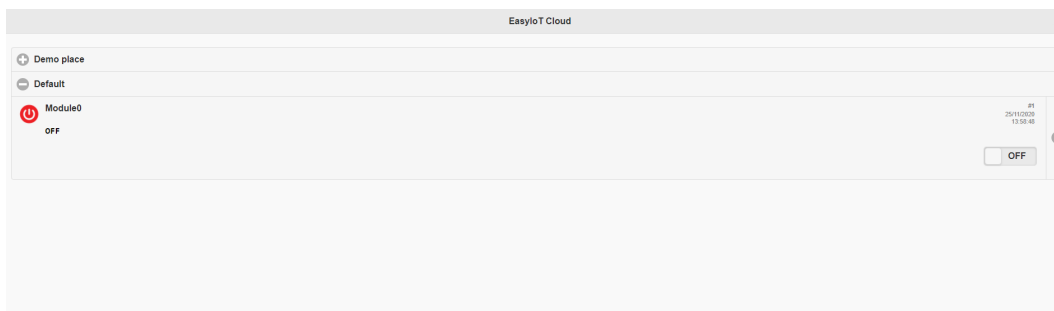 EasyIoT Cloud
Demo place
Default
Module0
#1
25/11/2020
13:58:48
OFF
OFF